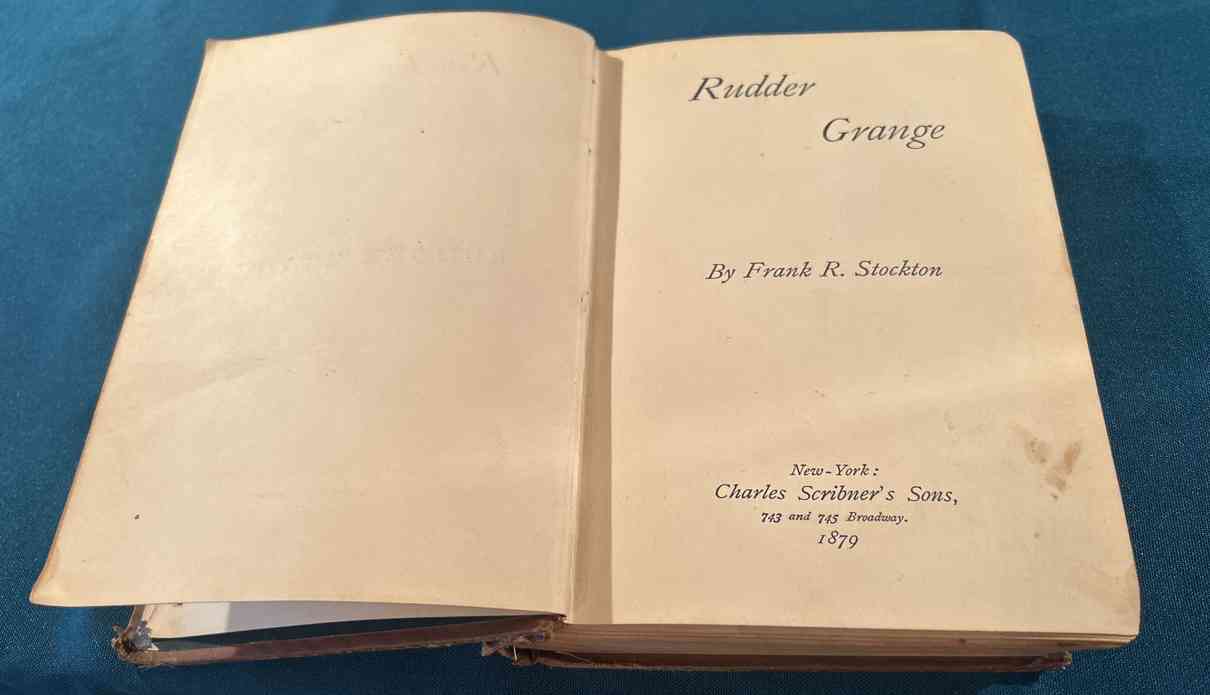 Rudder
Grange
By Frank R. Stockton
New-York:
Charles Scribner's Sons,
743 and 745 Broadway.
1879